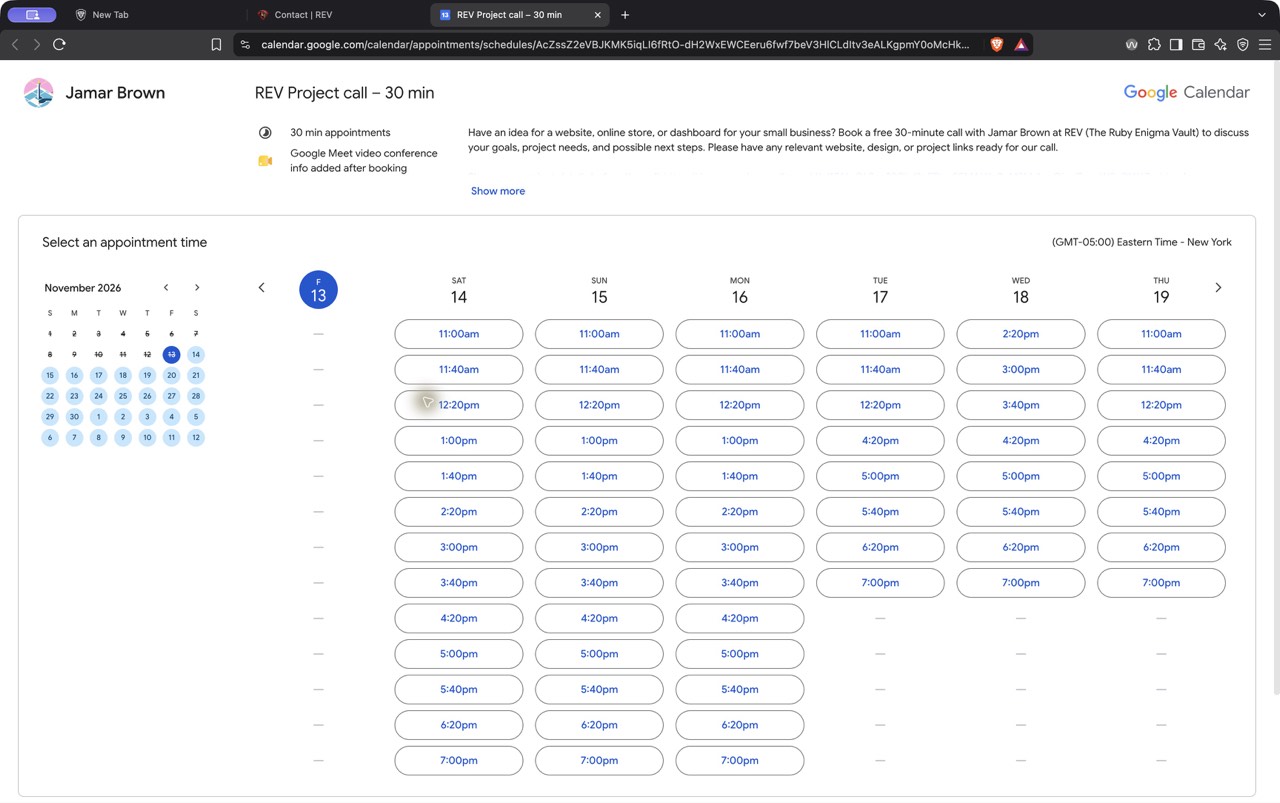 New Tab
Contact | REV
13 REV Project call – 30 min
calendar.google.com/calendar/appointments/schedules/AcZssZ2eVBJKMK5iqLI6fRtO-dH2WxEWCEeru6fwf7beV3HlCLdItv3eALKgpmY0oMcHk...
Jamar Brown
REV Project call – 30 min
Google Calendar
30 min appointments
Google Meet video conference
info added after booking
Have an idea for a website, online store, or dashboard for your small business? Book a free 30-minute call with Jamar Brown at REV (The Ruby Enigma Vault) to discuss
your goals, project needs, and possible next steps. Please have any relevant website, design, or project links ready for our call.
Show more
Select an appointment time
(GMT-05:00) Eastern Time - New York
November 2026
S M T W T F S
1 2 3 4 5 6 7
8 9 10 11 12 13 14
15 16 17 18 19 20 21
22 23 24 25 26 27 28
29 30 1 2 3 4 5
6 7 8 9 10 11 12
F SAT SUN MON TUE WED THU
13 14 15 16 17 18 19
— 11:00am 11:00am 11:00am 11:00am 2:20pm 11:00am
— 11:40am 11:40am 11:40am 11:40am 3:00pm 11:40am
— 12:20pm 12:20pm 12:20pm 12:20pm 3:40pm 12:20pm
— 1:00pm 1:00pm 1:00pm 4:20pm 4:20pm 4:20pm
— 1:40pm 1:40pm 1:40pm 5:00pm 5:00pm 5:00pm
— 2:20pm 2:20pm 2:20pm 5:40pm 5:40pm 5:40pm
— 3:00pm 3:00pm 3:00pm 6:20pm 6:20pm 6:20pm
— 3:40pm 3:40pm 3:40pm 7:00pm 7:00pm 7:00pm
— 4:20pm 4:20pm 4:20pm — — —
— 5:00pm 5:00pm 5:00pm — — —
— 5:40pm 5:40pm 5:40pm — — —
— 6:20pm 6:20pm 6:20pm — — —
— 7:00pm 7:00pm 7:00pm — — —